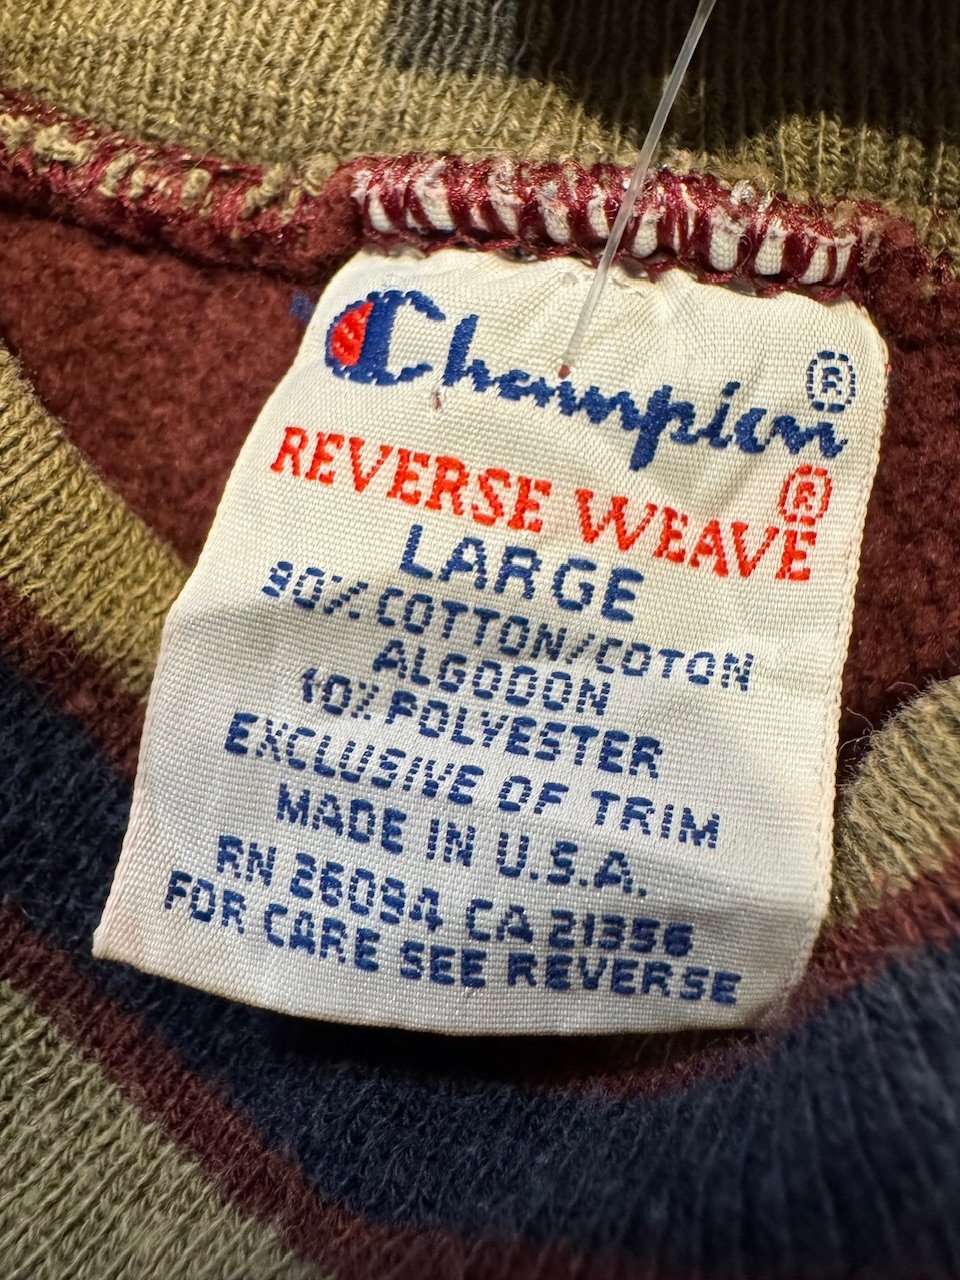 Champion®
REVERSE WEAVE®
LARGE
90% COTTON/COTON
ALGODON
10% POLYESTER
EXCLUSIVE OF TRIM
MADE IN U.S.A.
RN 26094 CA 21356
FOR CARE SEE REVERSE